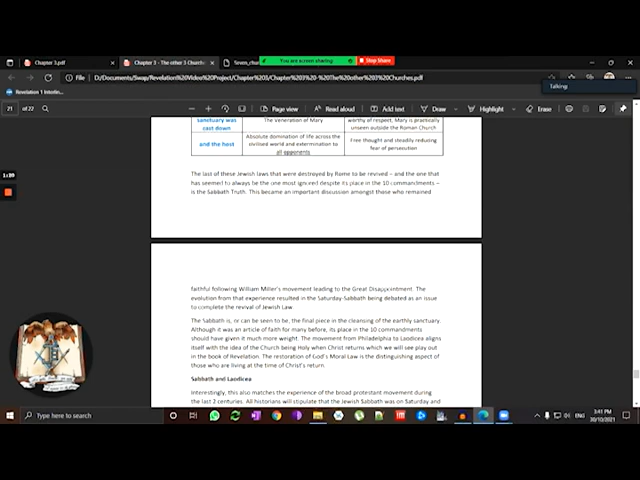 Chapter 3.pdf
Chapter 3 - The other 3 Churches
Seven_chu
You are screen sharing
Stop Share
File
D:/Documents/Swap/Revelation%20Video%20Project/Chapter%203/Chapter%203%20-%20The%20other%203%20Churches.pdf
Revelation 1 Interlin...
Talking:
21
of 22
Page view
Read aloud
Add text
Draw
Highlight
Erase
Sanctuary was
cast down
The Veneration of Mary
worthy of respect, Mary is practically
unseen outside the Roman Church
and the host
Absolute domination of life across the
civilised world and extermination to
all opponents
Free thought and steadily reducing
fear of persecution
The last of these Jewish laws that were destroyed by Rome to be revived – and the one that
has seemed to always be the one most ignored despite its place in the 10 commandments –
is the Sabbath Truth. This became an important discussion amongst those who remained
faithful following William Miller's movement leading to the Great Disappointment. The
evolution from that experience resulted in the Saturday-Sabbath being debated as an issue
to complete the revival of Jewish Law
The Sabbath is, or can be seen to be, the final piece in the cleansing of the earthly sanctuary.
Although it was an article of faith for many before, its place in the 10 commandments
should have given it much more weight. The movement from Philadelphia to Laodicea aligns
itself with the idea of the Church being Holy when Christ returns which we will see play out
in the book of Revelation. The restoration of God's Moral Law is the distinguishing aspect of
those who are living at the time of Christ's return.
Sabbath and Laodicea
Interestingly, this also matches the experience of the broad protestant movement during
the last 2 centuries. All historians will stipulate that the Jewish Sabbath was on Saturday and
Type here to search
3:41 PM
30/10/2021